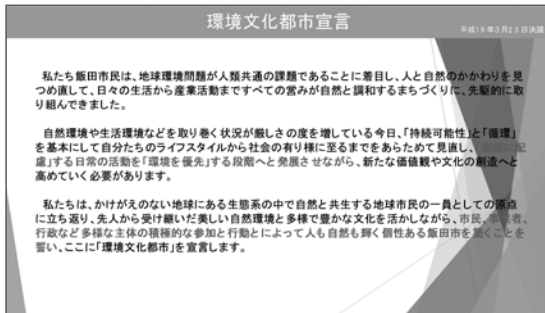 環境文化都市宣言
平成19年3月23日決議
私たち飯田市民は、地球環境問題が人類共通の課題であることに着目し、人と自然のかかわりを見
つめ直して、日々の生活から産業活動まですべての営みが自然と調和するまちづくりに、先駆的に取
り組んできました。
自然環境や生活環境などを取り巻く状況が厳しさの度を増している今日、「持続可能性」と「循環」
を基本にして自分たちのライフスタイルから社会の有り様に至るまでをあらためて見直し、「環境に配
慮」する日常の活動を「環境を優先」する段階へと発展させながら、新たな価値観や文化の創造へと
高めていく必要があります。
私たちは、かけがえのない地球にある生態系の中で自然と共生する地球市民の一員としての原点
に立ち返り、先人から受け継いだ美しい自然環境と多様で豊かな文化を活かしながら、市民、事業者、
行政など多様な主体の積極的な参加と行動とによって人も自然も輝く個性ある飯田市を築くことを
誓い、ここに「環境文化都市」を宣言します。